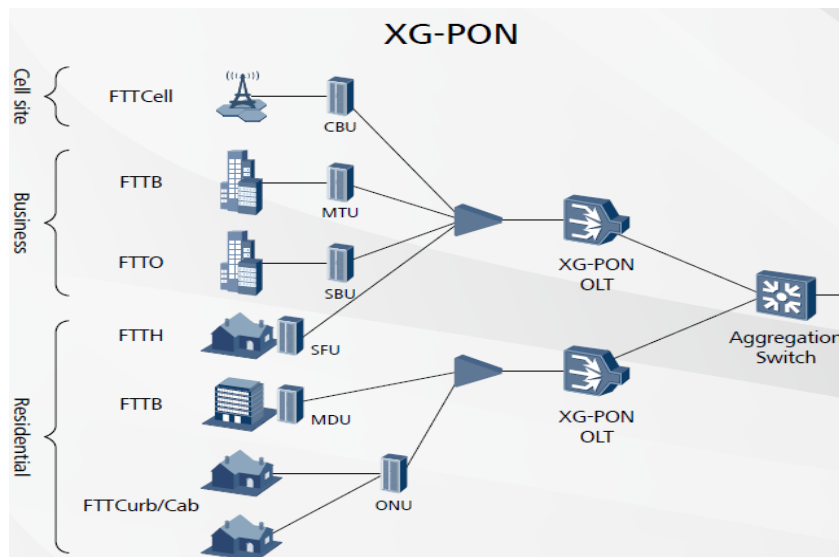 XG-PON
Cell site
FTTCell
CBU
Business
FTTB
MTU
FTTO
SBU
XG-PON
OLT
Aggregation
Switch
Residential
FTTH
SFU
FTTB
MDU
XG-PON
OLT
FTTCurb/Cab
ONU